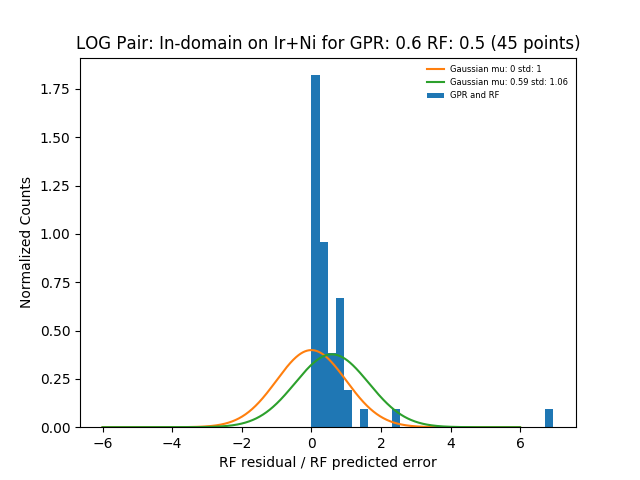 LOG Pair: In-domain on Ir+Ni for GPR: 0.6 RF: 0.5 (45 points)
Gaussian mu: 0 std: 1
Gaussian mu: 0.59 std: 1.06
GPR and RF
Normalized Counts
1.75
1.50
1.25
1.00
0.75
0.50
0.25
0.00
−6 −4 −2 0 2 4 6
RF residual / RF predicted error